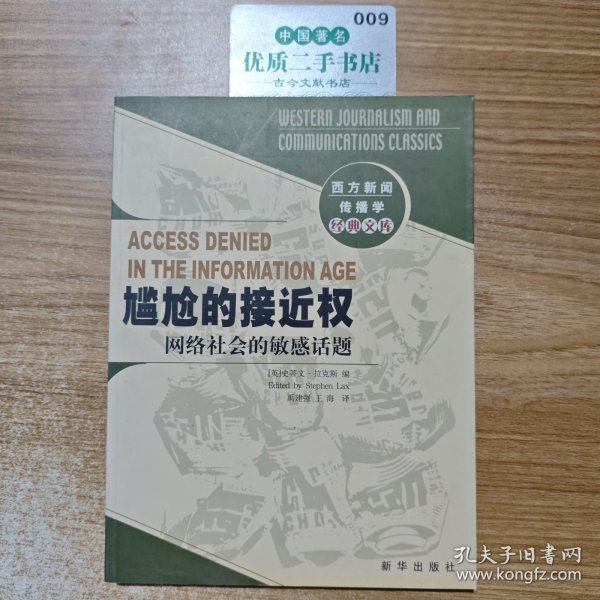 009
中国著名
优质二手书店
古今文献书店
WESTERN JOURNALISM AND
COMMUNICATIONS CLASSICS
西方新闻
传播学
经典文库
ACCESS DENIED
IN THE INFORMATION AGE
尴尬的接近权
网络社会的敏感话题
[英]史蒂文·拉克斯 编
Edited by Stephen Lax
禹建强 王海 译
新华出版社
孔夫子旧书网
www.kongfz.com